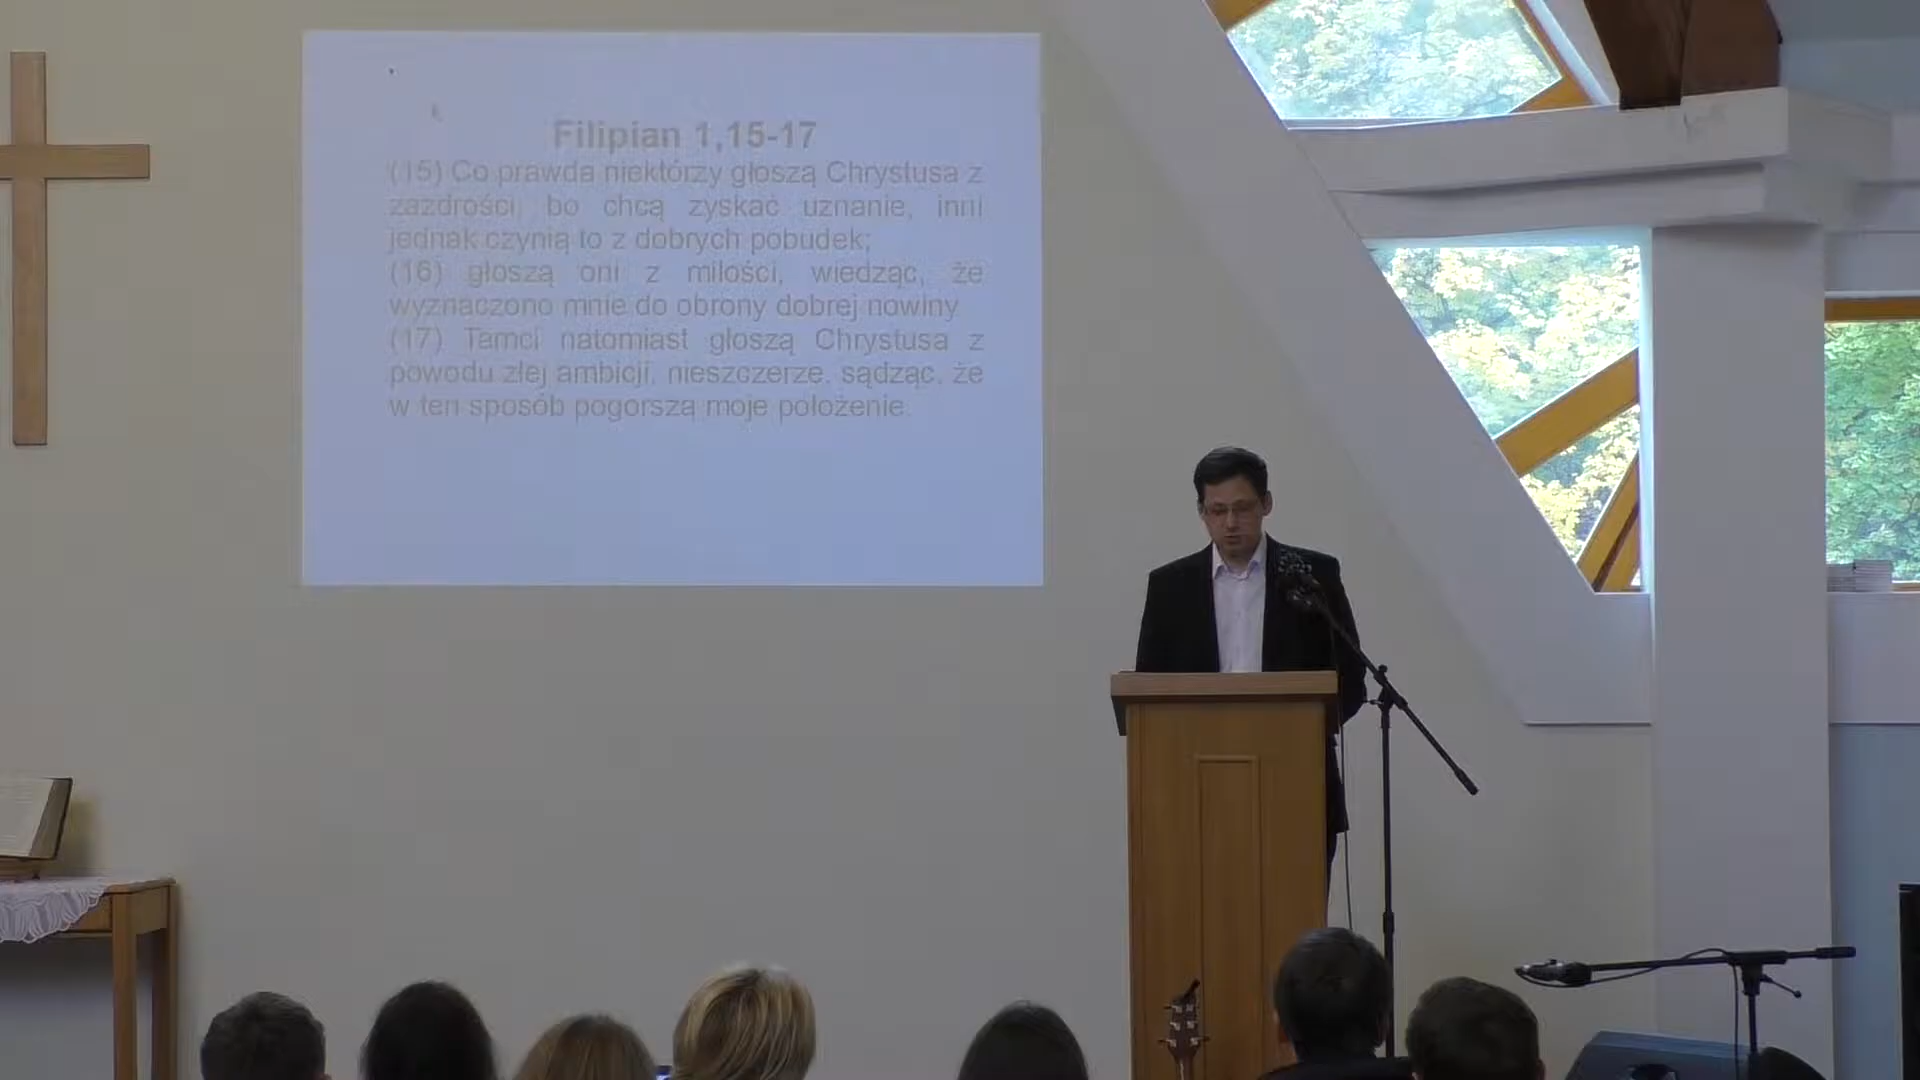 Filipian 1,15-17
(15) Co prawda niektórzy głoszą Chrystusa z
zazdrości, bo chcą zyskać uznanie, inni
jednak czynią to z dobrych pobudek;
(16) głoszą oni z miłości, wiedząc, że
wyznaczono mnie do obrony dobrej nowiny
(17) Tamci natomiast głoszą Chrystusa z
powodu złej ambicji, nieszczerze, sądząc, że
w ten sposób pogorszą moje położenie.